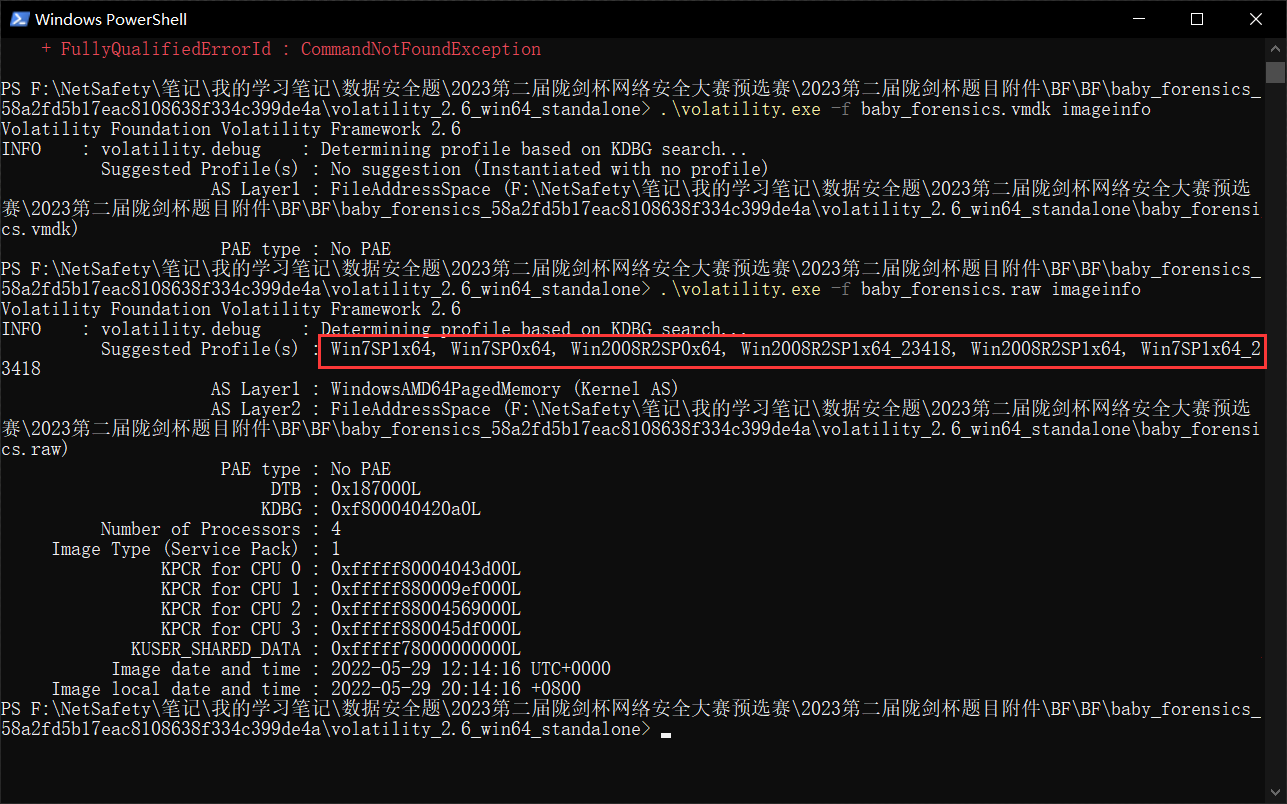 Windows PowerShell
+ FullyQualifiedErrorId : CommandNotFoundException
PS F:\NetSafety\笔记\我的学习笔记\数据安全题\2023第二届陇剑杯网络安全大赛预选赛\2023第二届陇剑杯题目附件\BF\BF\baby_forensics_
58a2fd5b17eac8108638f334c399de4a\volatility_2.6_win64_standalone> .\volatility.exe -f baby_forensics.vmdk imageinfo
Volatility Foundation Volatility Framework 2.6
INFO    : volatility.debug    : Determining profile based on KDBG search...
Suggested Profile(s) : No suggestion (Instantiated with no profile)
AS Layer1 : FileAddressSpace (F:\NetSafety\笔记\我的学习笔记\数据安全题\2023第二届陇剑杯网络安全大赛预选
赛\2023第二届陇剑杯题目附件\BF\BF\baby_forensics_58a2fd5b17eac8108638f334c399de4a\volatility_2.6_win64_standalone\baby_forensi
cs.vmdk)
PAE type : No PAE
PS F:\NetSafety\笔记\我的学习笔记\数据安全题\2023第二届陇剑杯网络安全大赛预选赛\2023第二届陇剑杯题目附件\BF\BF\baby_forensics_
58a2fd5b17eac8108638f334c399de4a\volatility_2.6_win64_standalone> .\volatility.exe -f baby_forensics.raw imageinfo
Volatility Foundation Volatility Framework 2.6
INFO    : volatility.debug    : Determining profile based on KDBG search...
Suggested Profile(s) : Win7SP1x64, Win7SP0x64, Win2008R2SP0x64, Win2008R2SP1x64_23418, Win2008R2SP1x64, Win7SP1x64_2
3418
AS Layer1 : WindowsAMD64PagedMemory (Kernel AS)
AS Layer2 : FileAddressSpace (F:\NetSafety\笔记\我的学习笔记\数据安全题\2023第二届陇剑杯网络安全大赛预选
赛\2023第二届陇剑杯题目附件\BF\BF\baby_forensics_58a2fd5b17eac8108638f334c399de4a\volatility_2.6_win64_standalone\baby_forensi
cs.raw)
PAE type : No PAE
DTB : 0x187000L
KDBG : 0xf800040420a0L
Number of Processors : 4
Image Type (Service Pack) : 1
KPCR for CPU 0 : 0xfffff80004043d00L
KPCR for CPU 1 : 0xfffff880009ef000L
KPCR for CPU 2 : 0xfffff88004569000L
KPCR for CPU 3 : 0xfffff880045df000L
KUSER_SHARED_DATA : 0xfffff78000000000L
Image date and time : 2022-05-29 12:14:16 UTC+0000
Image local date and time : 2022-05-29 20:14:16 +0800
PS F:\NetSafety\笔记\我的学习笔记\数据安全题\2023第二届陇剑杯网络安全大赛预选赛\2023第二届陇剑杯题目附件\BF\BF\baby_forensics_
58a2fd5b17eac8108638f334c399de4a\volatility_2.6_win64_standalone>